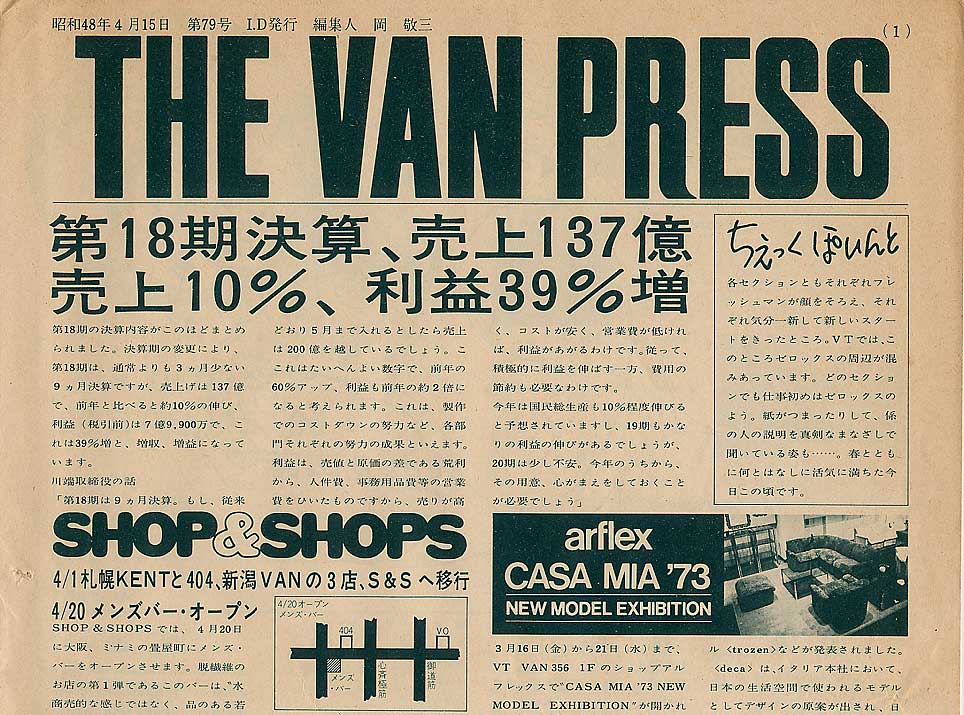 昭和48年4月15日　第79号　I.D発行　編集人　岡　敬三
(1)
THE VAN PRESS
第18期決算、売上137億
売上10%、利益39%増
第18期の決算内容がこのほどまとめ
られました。決算期の変更により、
第18期は、通常よりも3ヵ月少ない
9ヵ月決算ですが、売上げは137億
で、前年と比べると約10%の伸び、
利益(税引前)は7億9,900万で、こ
れは39%増と、増収、増益になって
います。
川端取締役の話
「第18期は9ヵ月決算。もし、従来
どおり5月まで入れるとしたら売上
は200億を越しているでしょう。こ
これはたいへんよい数字で、前年の
60%アップ、利益も前年の約2倍に
なると考えられます。これは、製作
でのコストダウンの努力など、各部
門それぞれの努力の成果といえます。
利益は、売値と原価の差である荒利
から、人件費、事務用品費等の営業
費をひいたものですから、売りが高
く、コストが安く、営業費が低けれ
ば、利益があがるわけです。従って、
積極的に利益を伸ばす一方、費用の
節約も必要なわけです。
今年は国民総生産も10%程度伸びる
と予想されていますし、19期もかな
りの利益の伸びがあるでしょうが、
20期は少し不安。今年のうちから、
その用意、心がまえをしておくこと
が必要でしょう」
ちぇっくぽいんと
各セクションともそれぞれフレ
ッシュマンが顔をそろえ、それ
ぞれ気分一新して新しいスター
トをきったところ。VTでは、こ
のところゼロックスの周辺が混
みあっています。どのセクショ
ンでも仕事初めはゼロックスの
よう。紙がつまったりして、係
の人の説明を真剣なまなざしで
聞いている姿も……。春ととも
に何とはなしに活気に満ちた今
日この頃です。
SHOP&SHOPS
4/1札幌KENTと404、新潟VANの3店、S&Sへ移行
4/20 メンズバー・オープン
SHOP & SHOPSでは、4月20日
に大阪、ミナミの畳屋町にメンズ・
バーをオープンさせます。脱繊維の
お店の第1弾であるこのバーは、"水
商売的な感じではなく、品のある若
4/20オープン
メンズ・バー
404
VO
メンズ
・バー
心斉橋筋
御道筋
arflex
CASA MIA '73
NEW MODEL EXHIBITION
3月16日(金)から21日(水)まで、
VT VAN356 1Fのショップアル
フレックスで"CASA MIA '73 NEW
MODEL EXHIBITION"が開かれ
ル〈trozen〉などが発表されました。
〈deca〉は、イタリア本社において、
日本の生活空間で使われるモデル
としてデザインの原案が出され、日